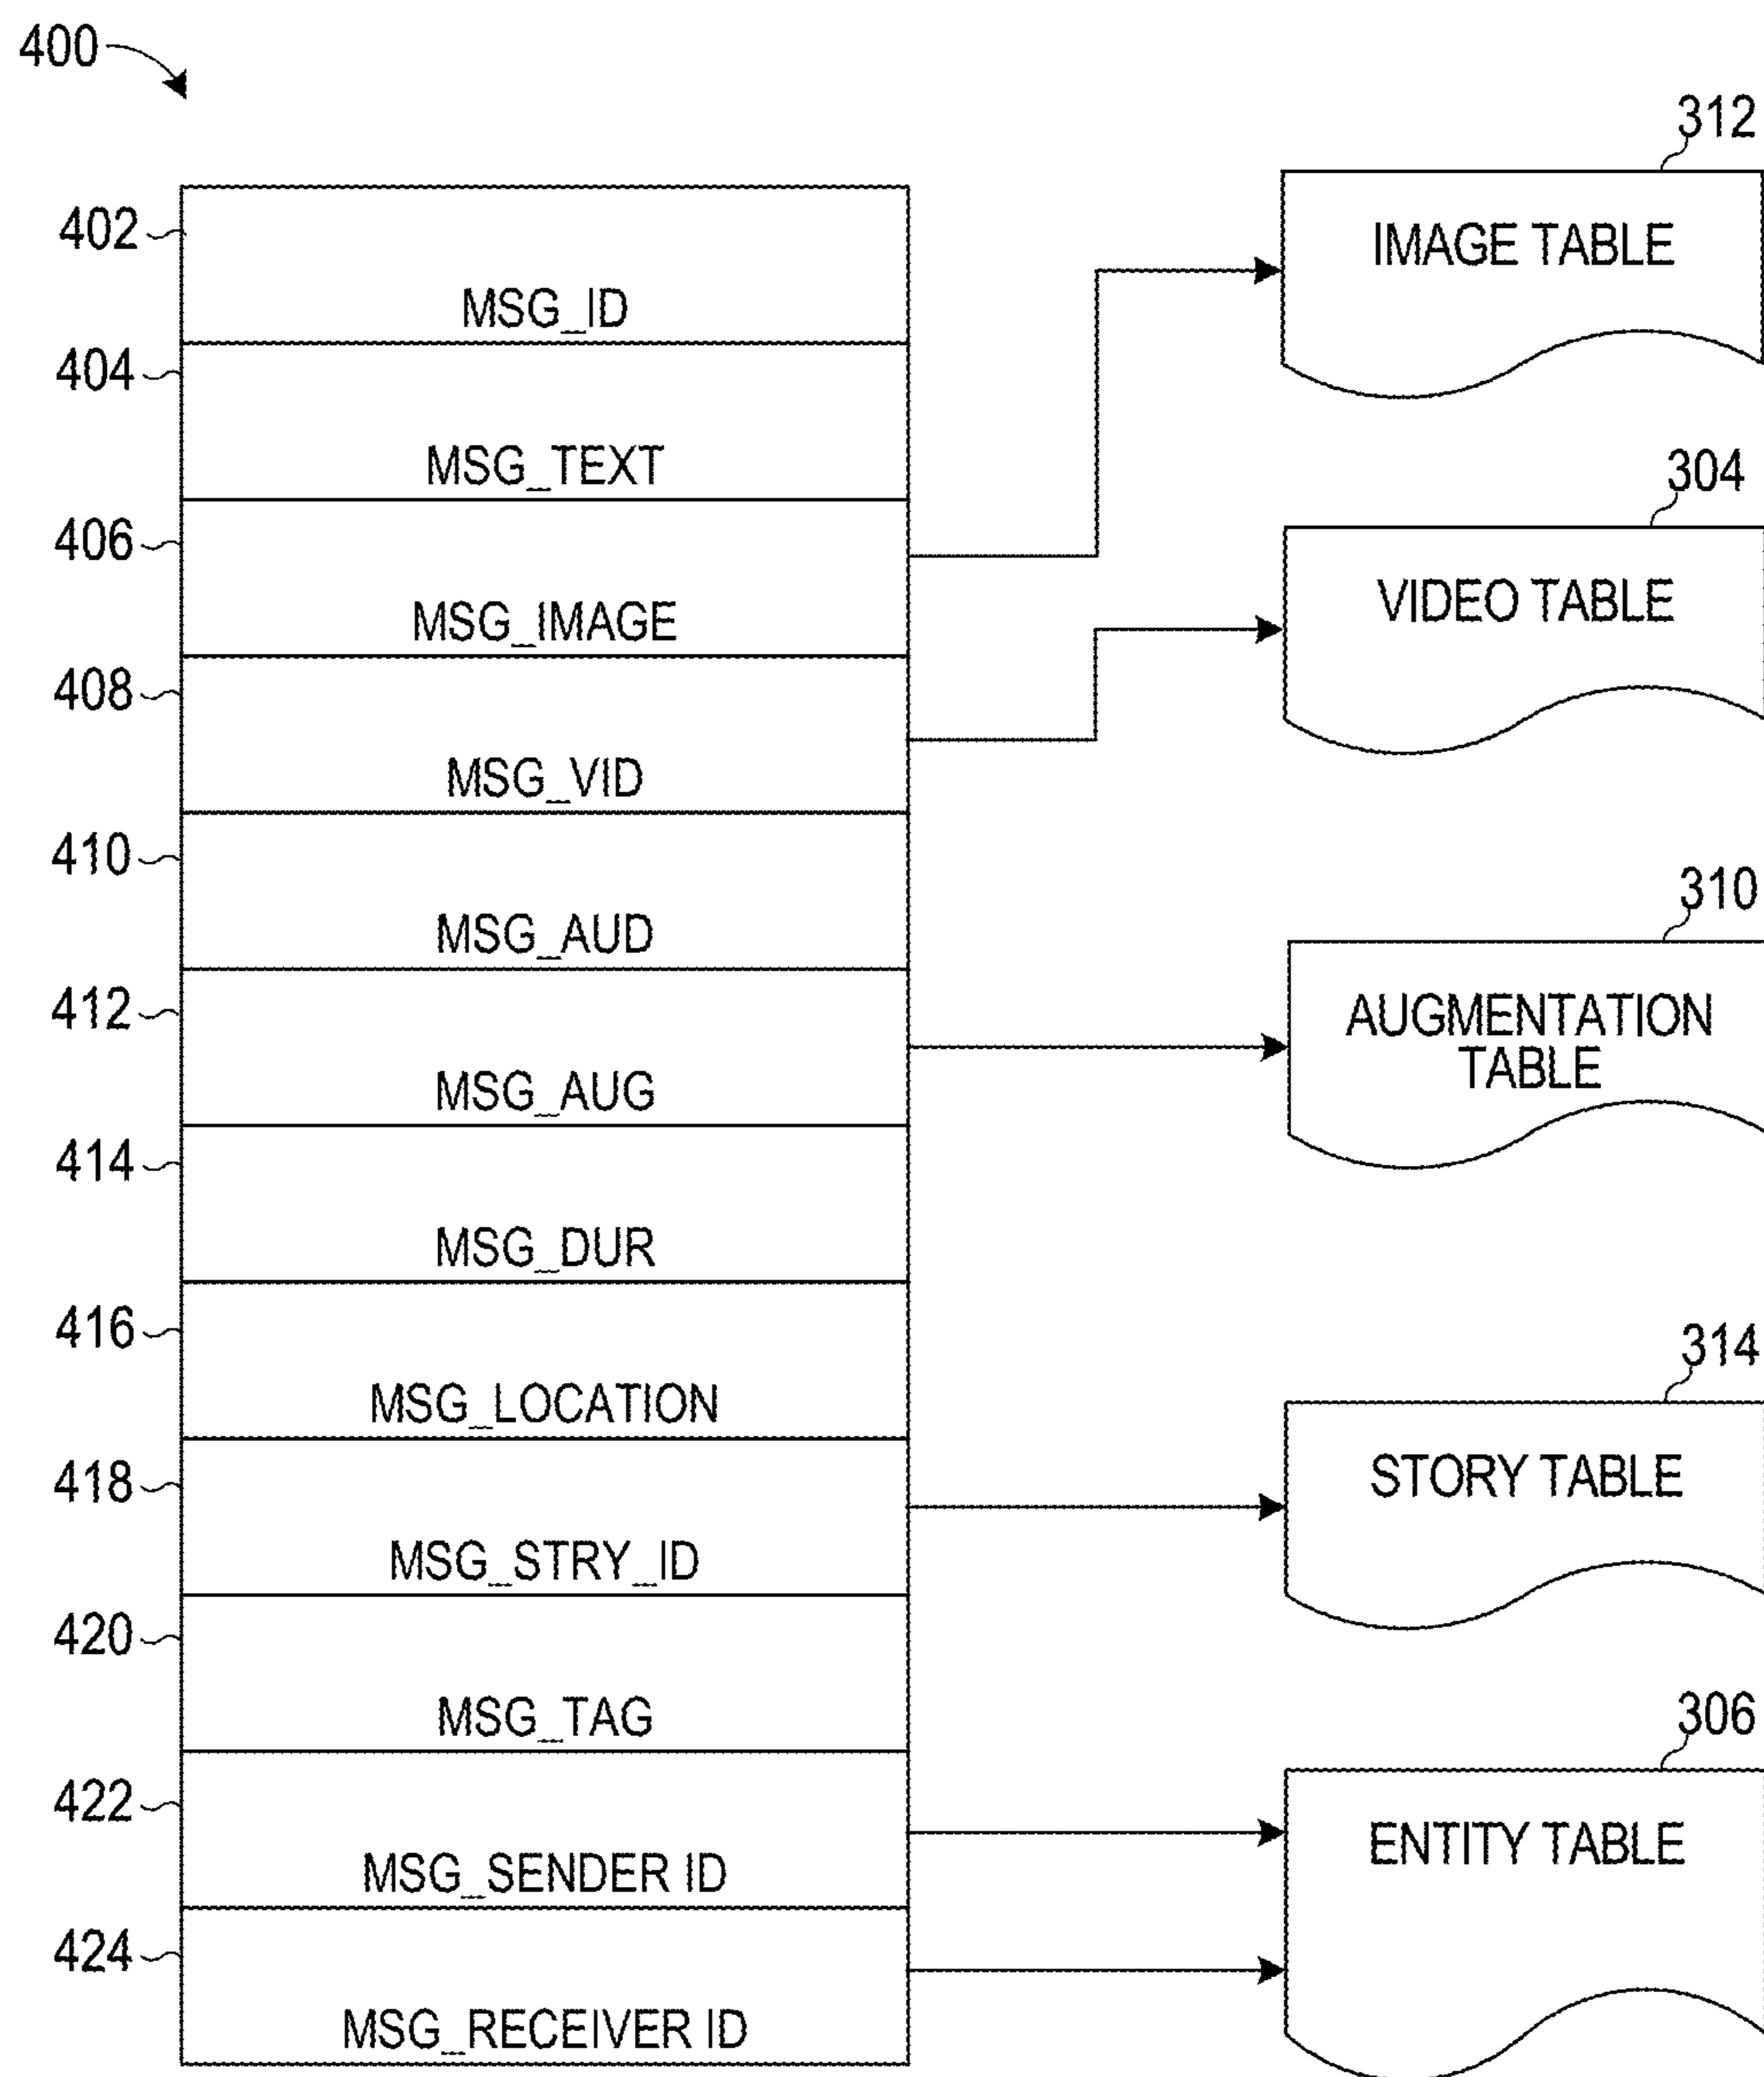 400
402
MSG_ID
404
MSG_TEXT
406
MSG_IMAGE
408
MSG_VID
410
MSG_AUD
412
MSG_AUG
414
MSG_DUR
416
MSG_LOCATION
418
MSG_STRY_ID
420
MSG_TAG
422
MSG_SENDER ID
424
MSG_RECEIVER ID
312
IMAGE TABLE
304
VIDEO TABLE
310
AUGMENTATION
TABLE
314
STORY TABLE
306
ENTITY TABLE